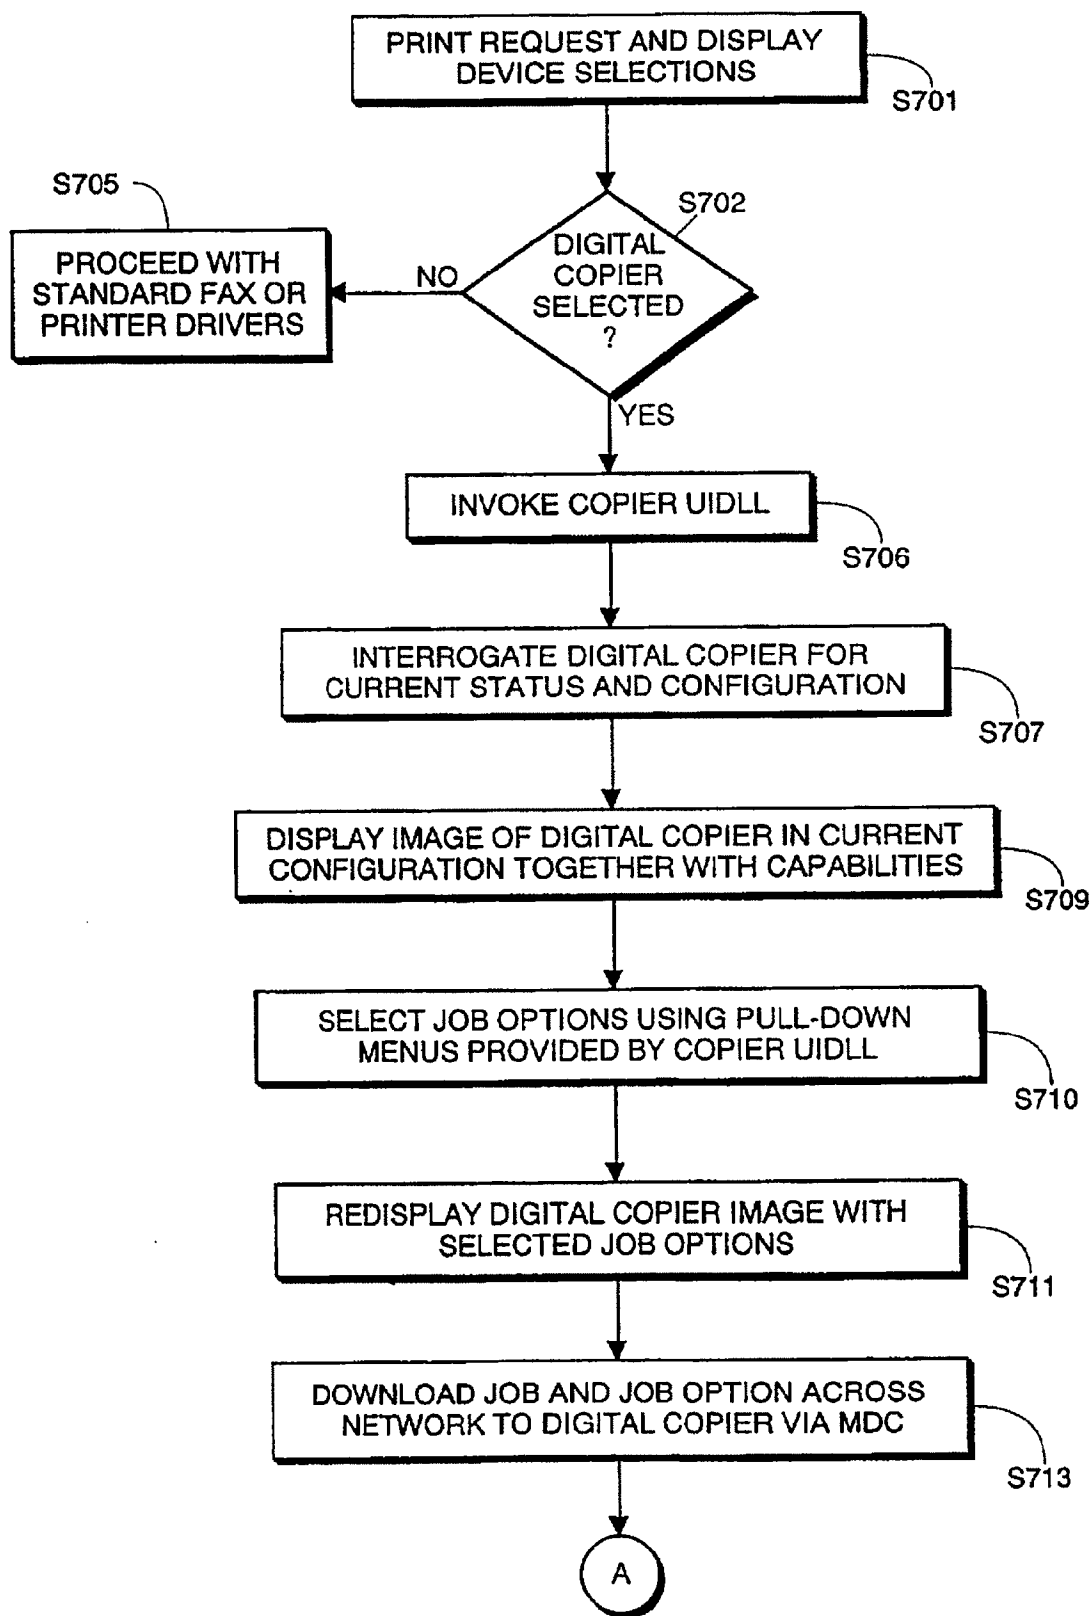 PRINT REQUEST AND DISPLAY
DEVICE SELECTIONS
S701
S705
S702
PROCEED WITH
STANDARD FAX OR
PRINTER DRIVERS
NO
DIGITAL
COPIER
SELECTED
?
YES
INVOKE COPIER UIDLL
S706
INTERROGATE DIGITAL COPIER FOR
CURRENT STATUS AND CONFIGURATION
S707
DISPLAY IMAGE OF DIGITAL COPIER IN CURRENT
CONFIGURATION TOGETHER WITH CAPABILITIES
S709
SELECT JOB OPTIONS USING PULL-DOWN
MENUS PROVIDED BY COPIER UIDLL
S710
REDISPLAY DIGITAL COPIER IMAGE WITH
SELECTED JOB OPTIONS
S711
DOWNLOAD JOB AND JOB OPTION ACROSS
NETWORK TO DIGITAL COPIER VIA MDC
S713
A